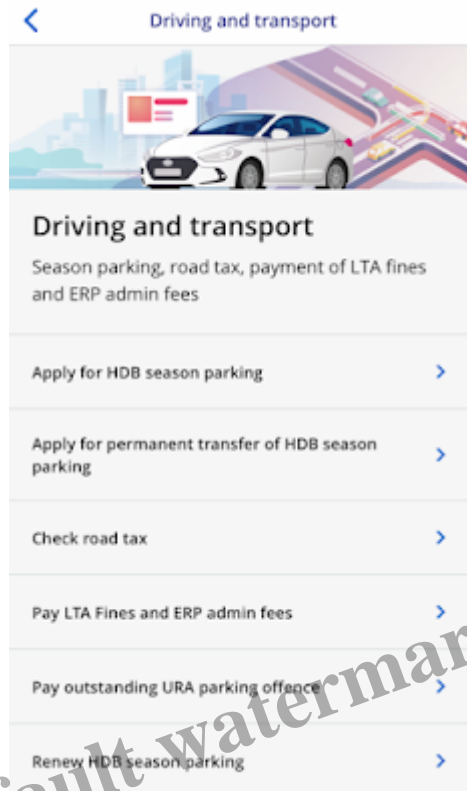 Driving and transport
Driving and transport
Season parking, road tax, payment of LTA fines
and ERP admin fees
Apply for HDB season parking
Apply for permanent transfer of HDB season
parking
Check road tax
Pay LTA Fines and ERP admin fees
Pay outstanding URA parking offence
Renew HDB season parking